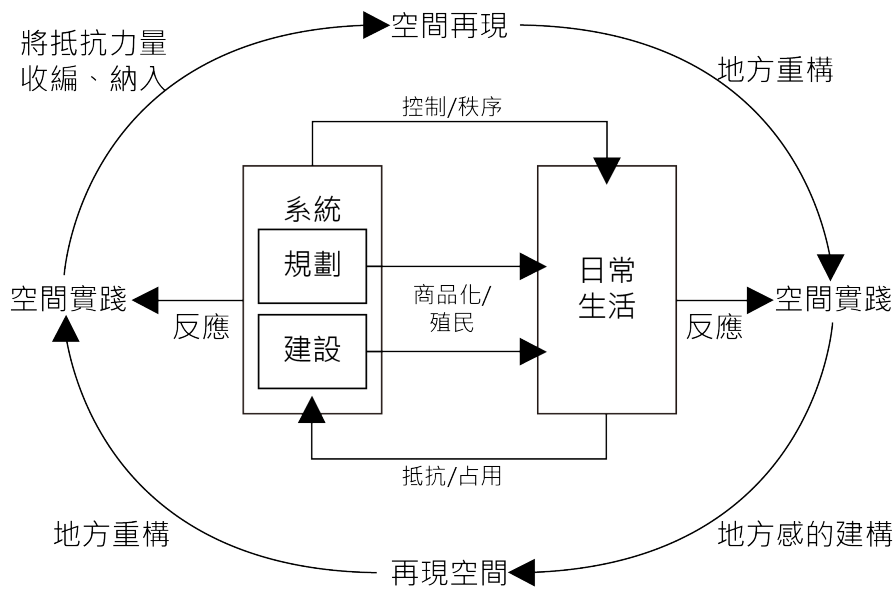 空間再現
將抵抗力量
收編、納入
地方重構
控制/秩序
系統
規劃
建設
商品化/
殖民
日常
生活
空間實踐
反應
反應
空間實踐
抵抗/占用
地方重構
地方感的建構
再現空間